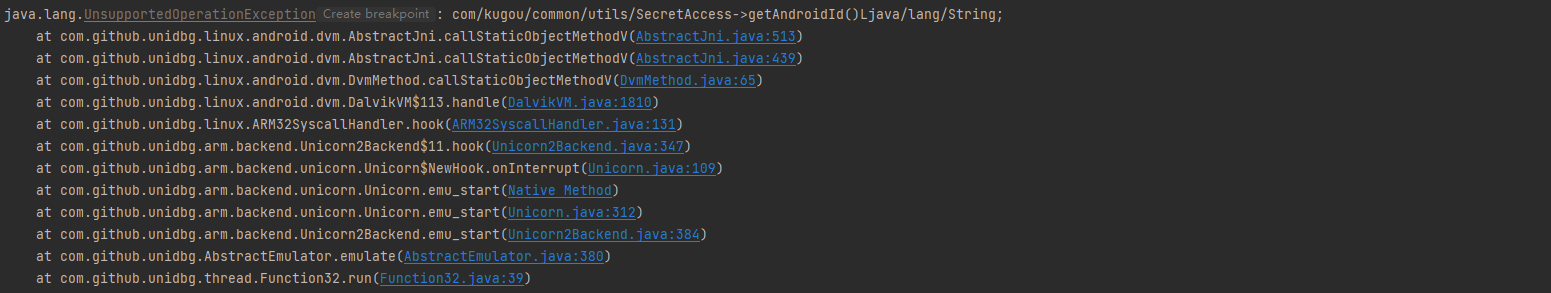 java.lang.UnsupportedOperationException Create breakpoint : com/kugou/common/utils/SecretAccess->getAndroidId()Ljava/lang/String;
at com.github.unidbg.linux.android.dvm.AbstractJni.callStaticObjectMethodV(AbstractJni.java:513)
at com.github.unidbg.linux.android.dvm.AbstractJni.callStaticObjectMethodV(AbstractJni.java:439)
at com.github.unidbg.linux.android.dvm.DvmMethod.callStaticObjectMethodV(DvmMethod.java:65)
at com.github.unidbg.linux.android.dvm.DalvikVM$113.handle(DalvikVM.java:1810)
at com.github.unidbg.linux.ARM32SyscallHandler.hook(ARM32SyscallHandler.java:131)
at com.github.unidbg.arm.backend.Unicorn2Backend$11.hook(Unicorn2Backend.java:347)
at com.github.unidbg.arm.backend.unicorn.Unicorn$NewHook.onInterrupt(Unicorn.java:109)
at com.github.unidbg.arm.backend.unicorn.Unicorn.emu_start(Native Method)
at com.github.unidbg.arm.backend.unicorn.Unicorn.emu_start(Unicorn.java:312)
at com.github.unidbg.arm.backend.Unicorn2Backend.emu_start(Unicorn2Backend.java:384)
at com.github.unidbg.AbstractEmulator.emulate(AbstractEmulator.java:380)
at com.github.unidbg.thread.Function32.run(Function32.java:39)